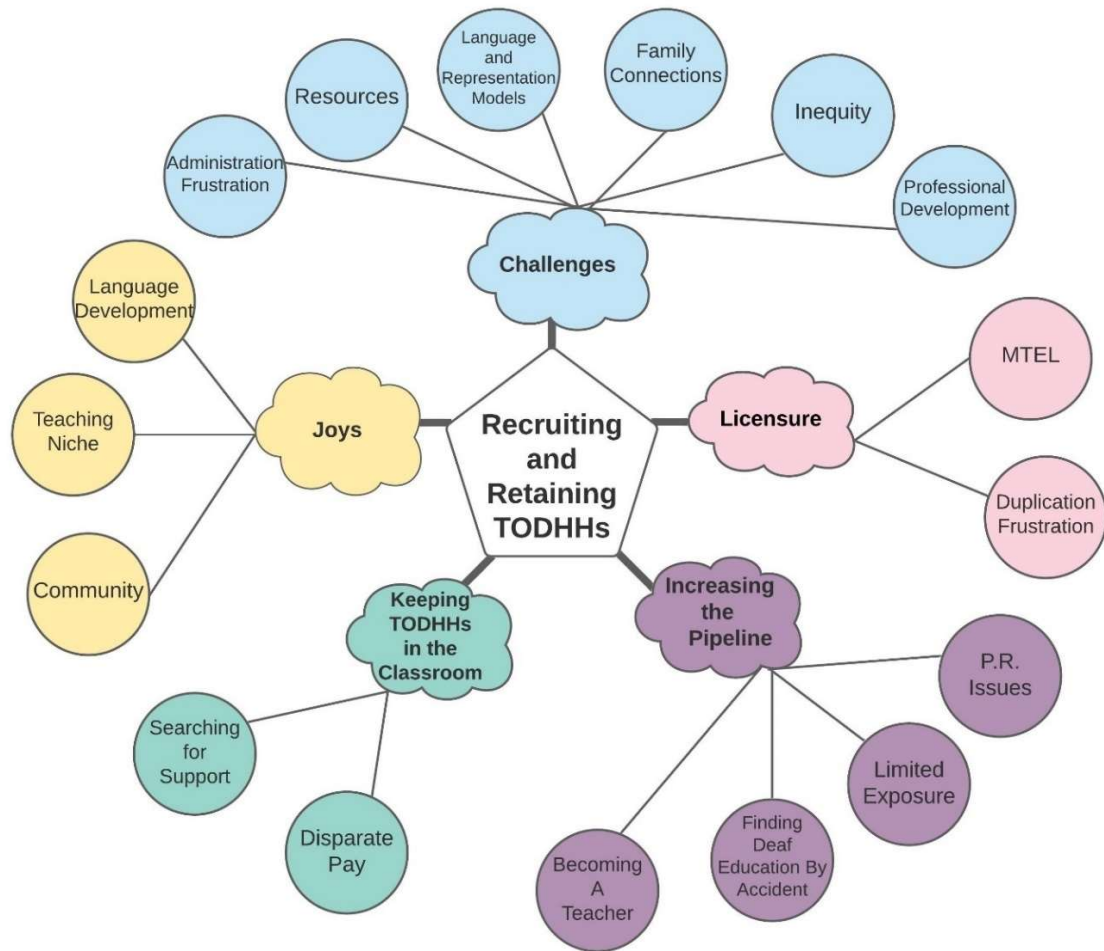 Language
and
Representation
Models
Family
Connections
Resources
Inequity
Administration
Frustration
Professional
Development
Challenges
Language
Development
Teaching
Niche
Community
Joys
Recruiting
and
Retaining
TODHHs
Licensure
MTEL
Duplication
Frustration
Keeping
TODHHs
in the
Classroom
Searching
for
Support
Disparate
Pay
Increasing
the
Pipeline
P.R.
Issues
Limited
Exposure
Finding
Deaf
Education By
Accident
Becoming
A
Teacher